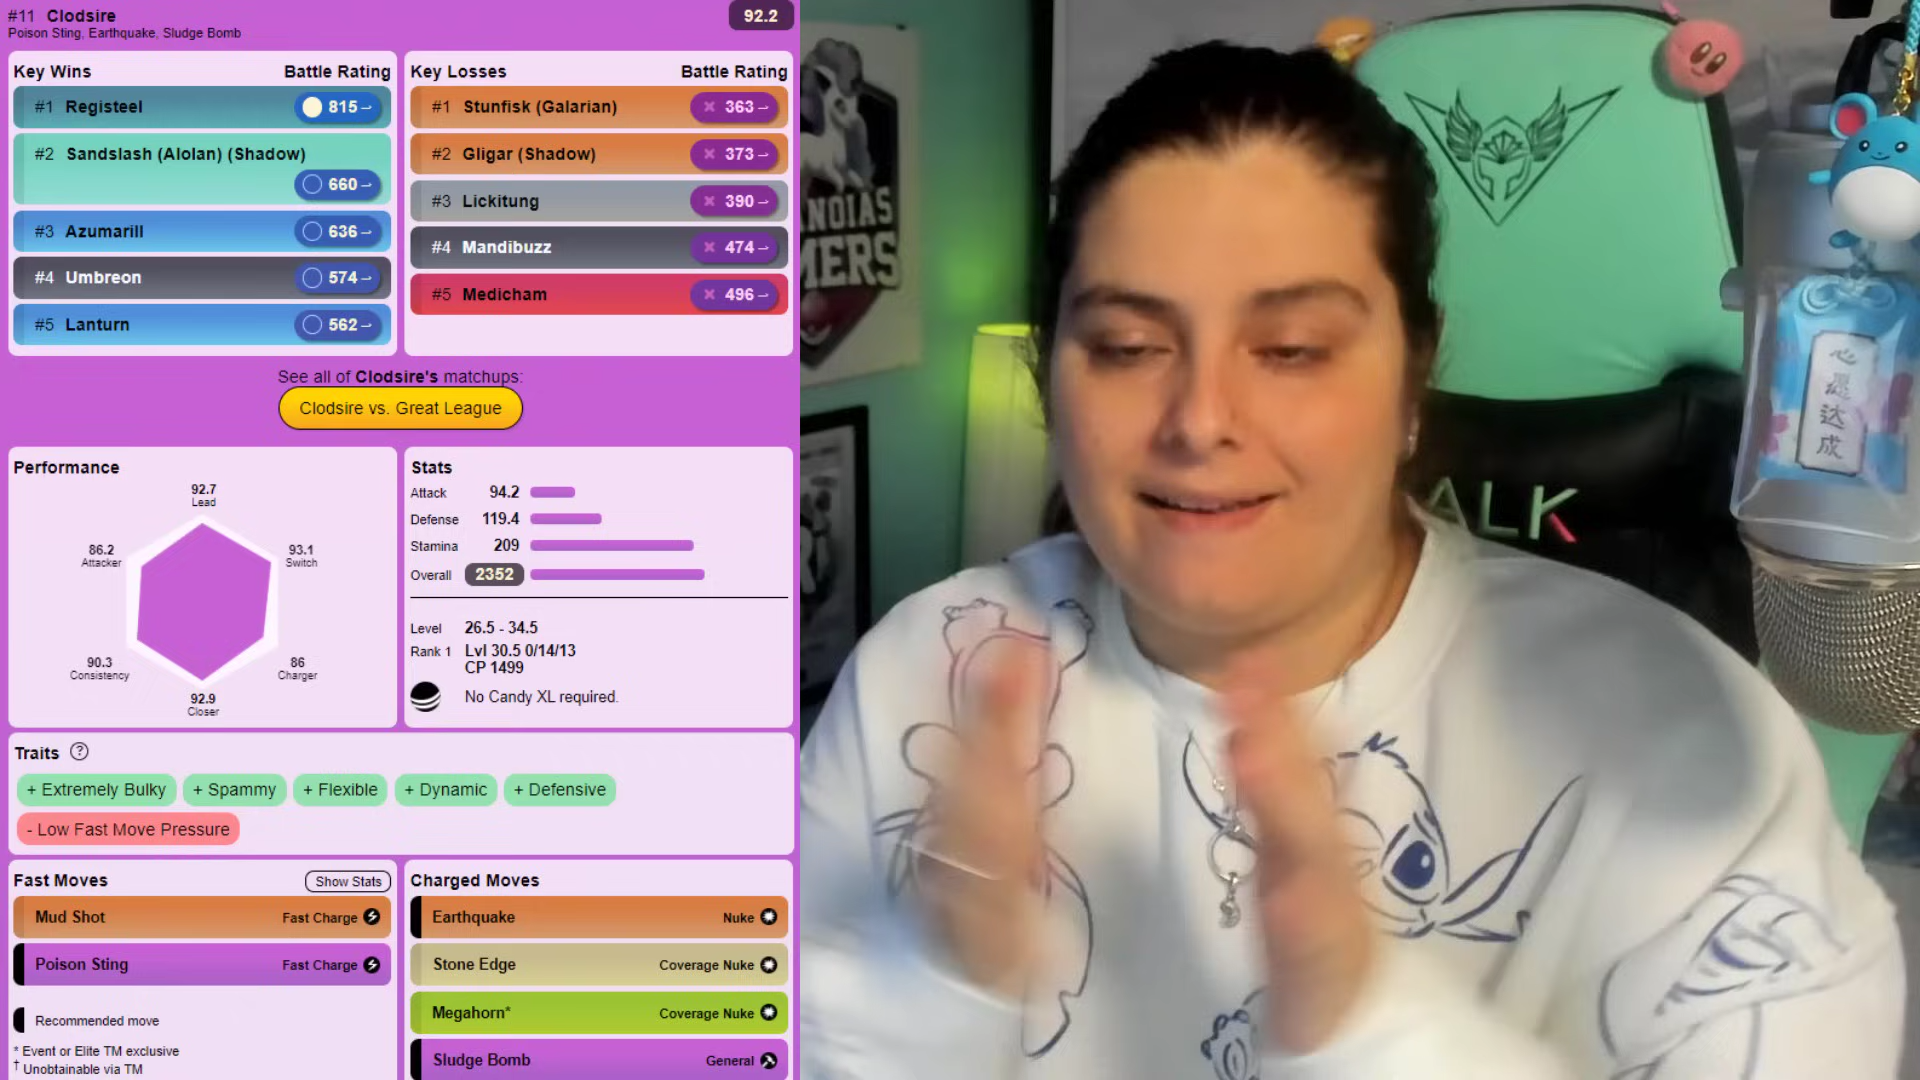 #11 Clodsire
92.2
Poison Sting, Earthquake, Sludge Bomb
Key Wins Battle Rating
#1 Registeel 815
#2 Sandslash (Alolan) (Shadow)
660
#3 Azumarill 636
#4 Umbreon 574
#5 Lanturn 562
Key Losses Battle Rating
#1 Stunfisk (Galarian) 363
#2 Gligar (Shadow) 373
#3 Lickitung 390
#4 Mandibuzz 474
#5 Medicham 496
See all of Clodsire's matchups:
Clodsire vs. Great League
Performance
92.7
Lead
86.2
Attacker
93.1
Switch
90.3
Consistency
86
Charger
92.9
Closer
Stats
Attack 94.2
Defense 119.4
Stamina 209
Overall 2352
Level 26.5 - 34.5
Rank 1 Lvl 30.5 0/14/13
CP 1499
No Candy XL required.
Traits ?
+ Extremely Bulky + Spammy + Flexible + Dynamic + Defensive
- Low Fast Move Pressure
Fast Moves Show Stats
Mud Shot Fast Charge
Poison Sting Fast Charge
Recommended move
* Event or Elite TM exclusive
† Unobtainable via TM
Charged Moves
Earthquake Nuke
Stone Edge Coverage Nuke
Megahorn* Coverage Nuke
Sludge Bomb General
NOIAS
MERS
ALK
心愿达成